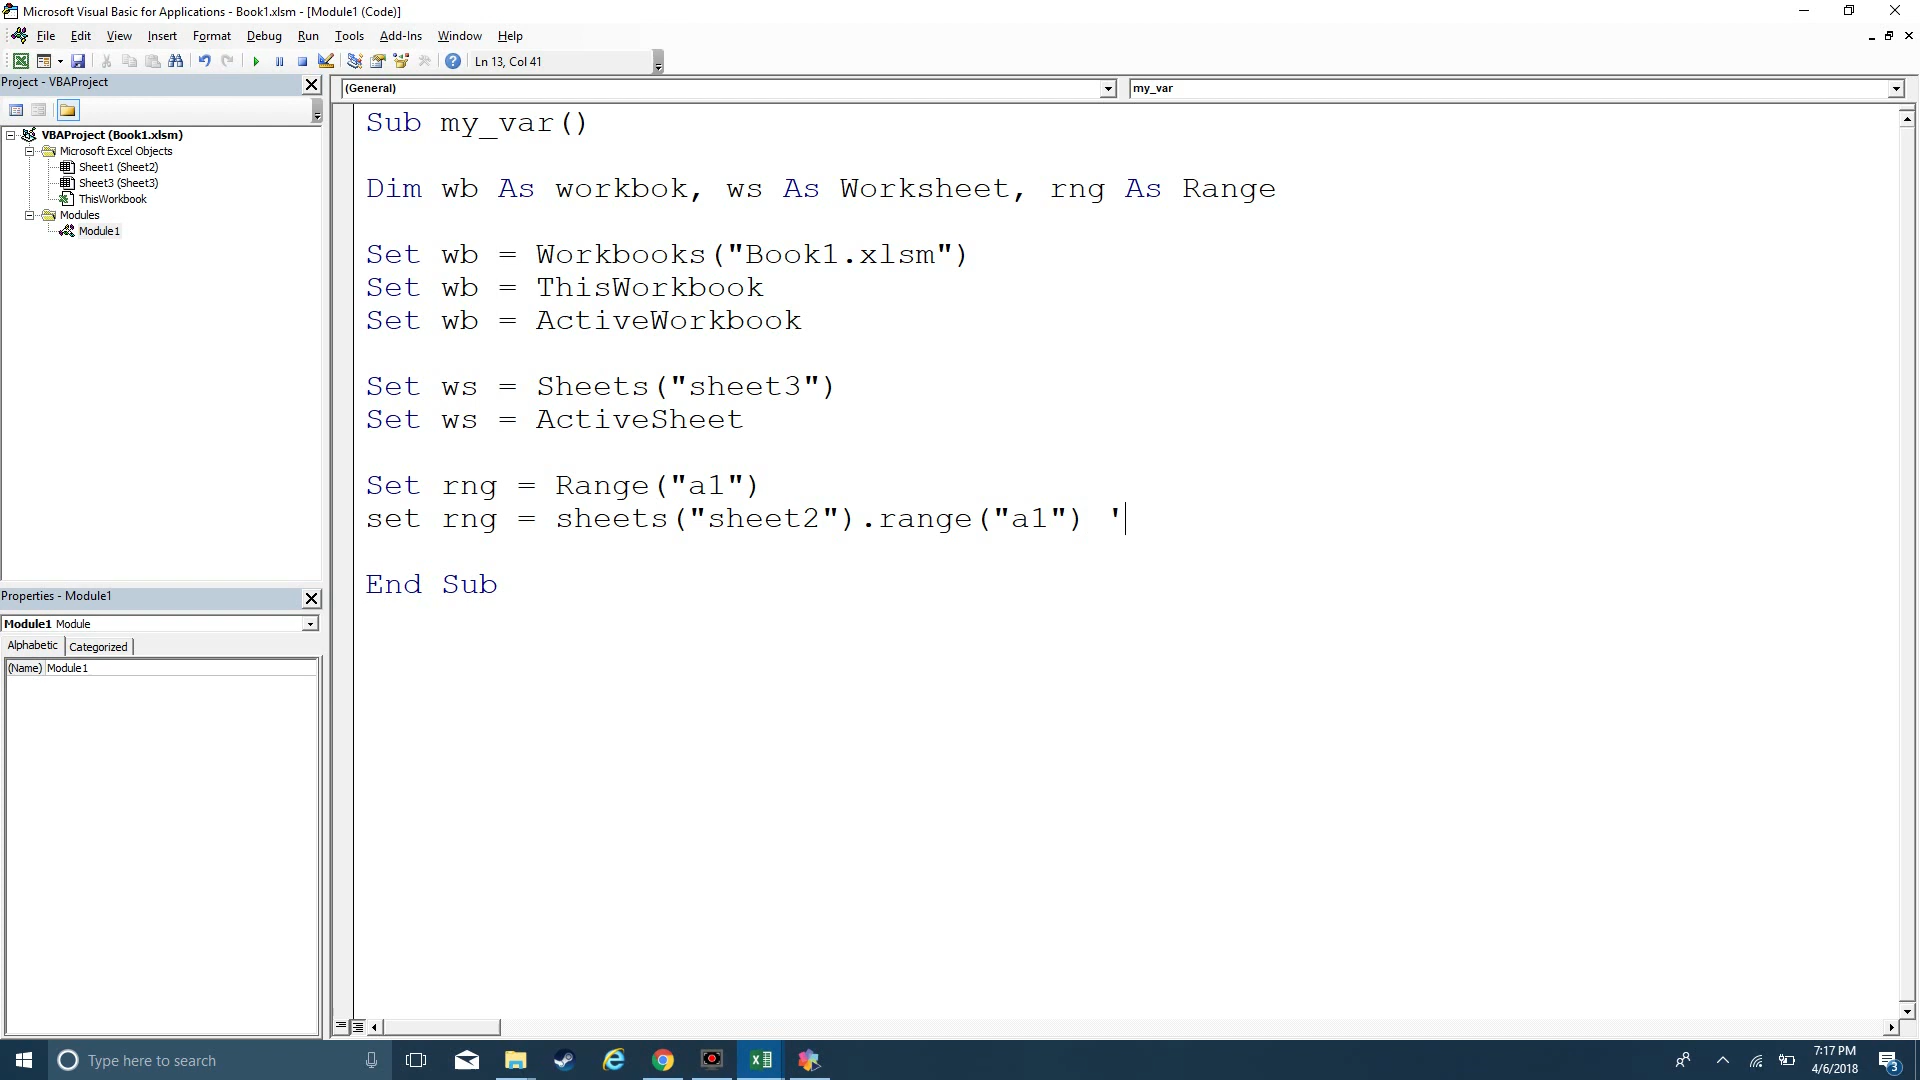 Microsoft Visual Basic for Applications - Book1.xlsm - [Module1 (Code)]
File Edit View Insert Format Debug Run Tools Add-Ins Window Help
Ln 13, Col 41
Project - VBAProject
(General) my_var
VBAProject (Book1.xlsm)
Microsoft Excel Objects
Sheet1 (Sheet2)
Sheet3 (Sheet3)
ThisWorkbook
Modules
Module1
Sub my_var()
Dim wb As workbok, ws As Worksheet, rng As Range
Set wb = Workbooks("Book1.xlsm")
Set wb = ThisWorkbook
Set wb = ActiveWorkbook
Set ws = Sheets("sheet3")
Set ws = ActiveSheet
Set rng = Range("a1")
set rng = sheets("sheet2").range("a1") '
End Sub
Properties - Module1
Module1 Module
Alphabetic Categorized
(Name) Module1
Type here to search
7:17 PM
4/6/2018
3